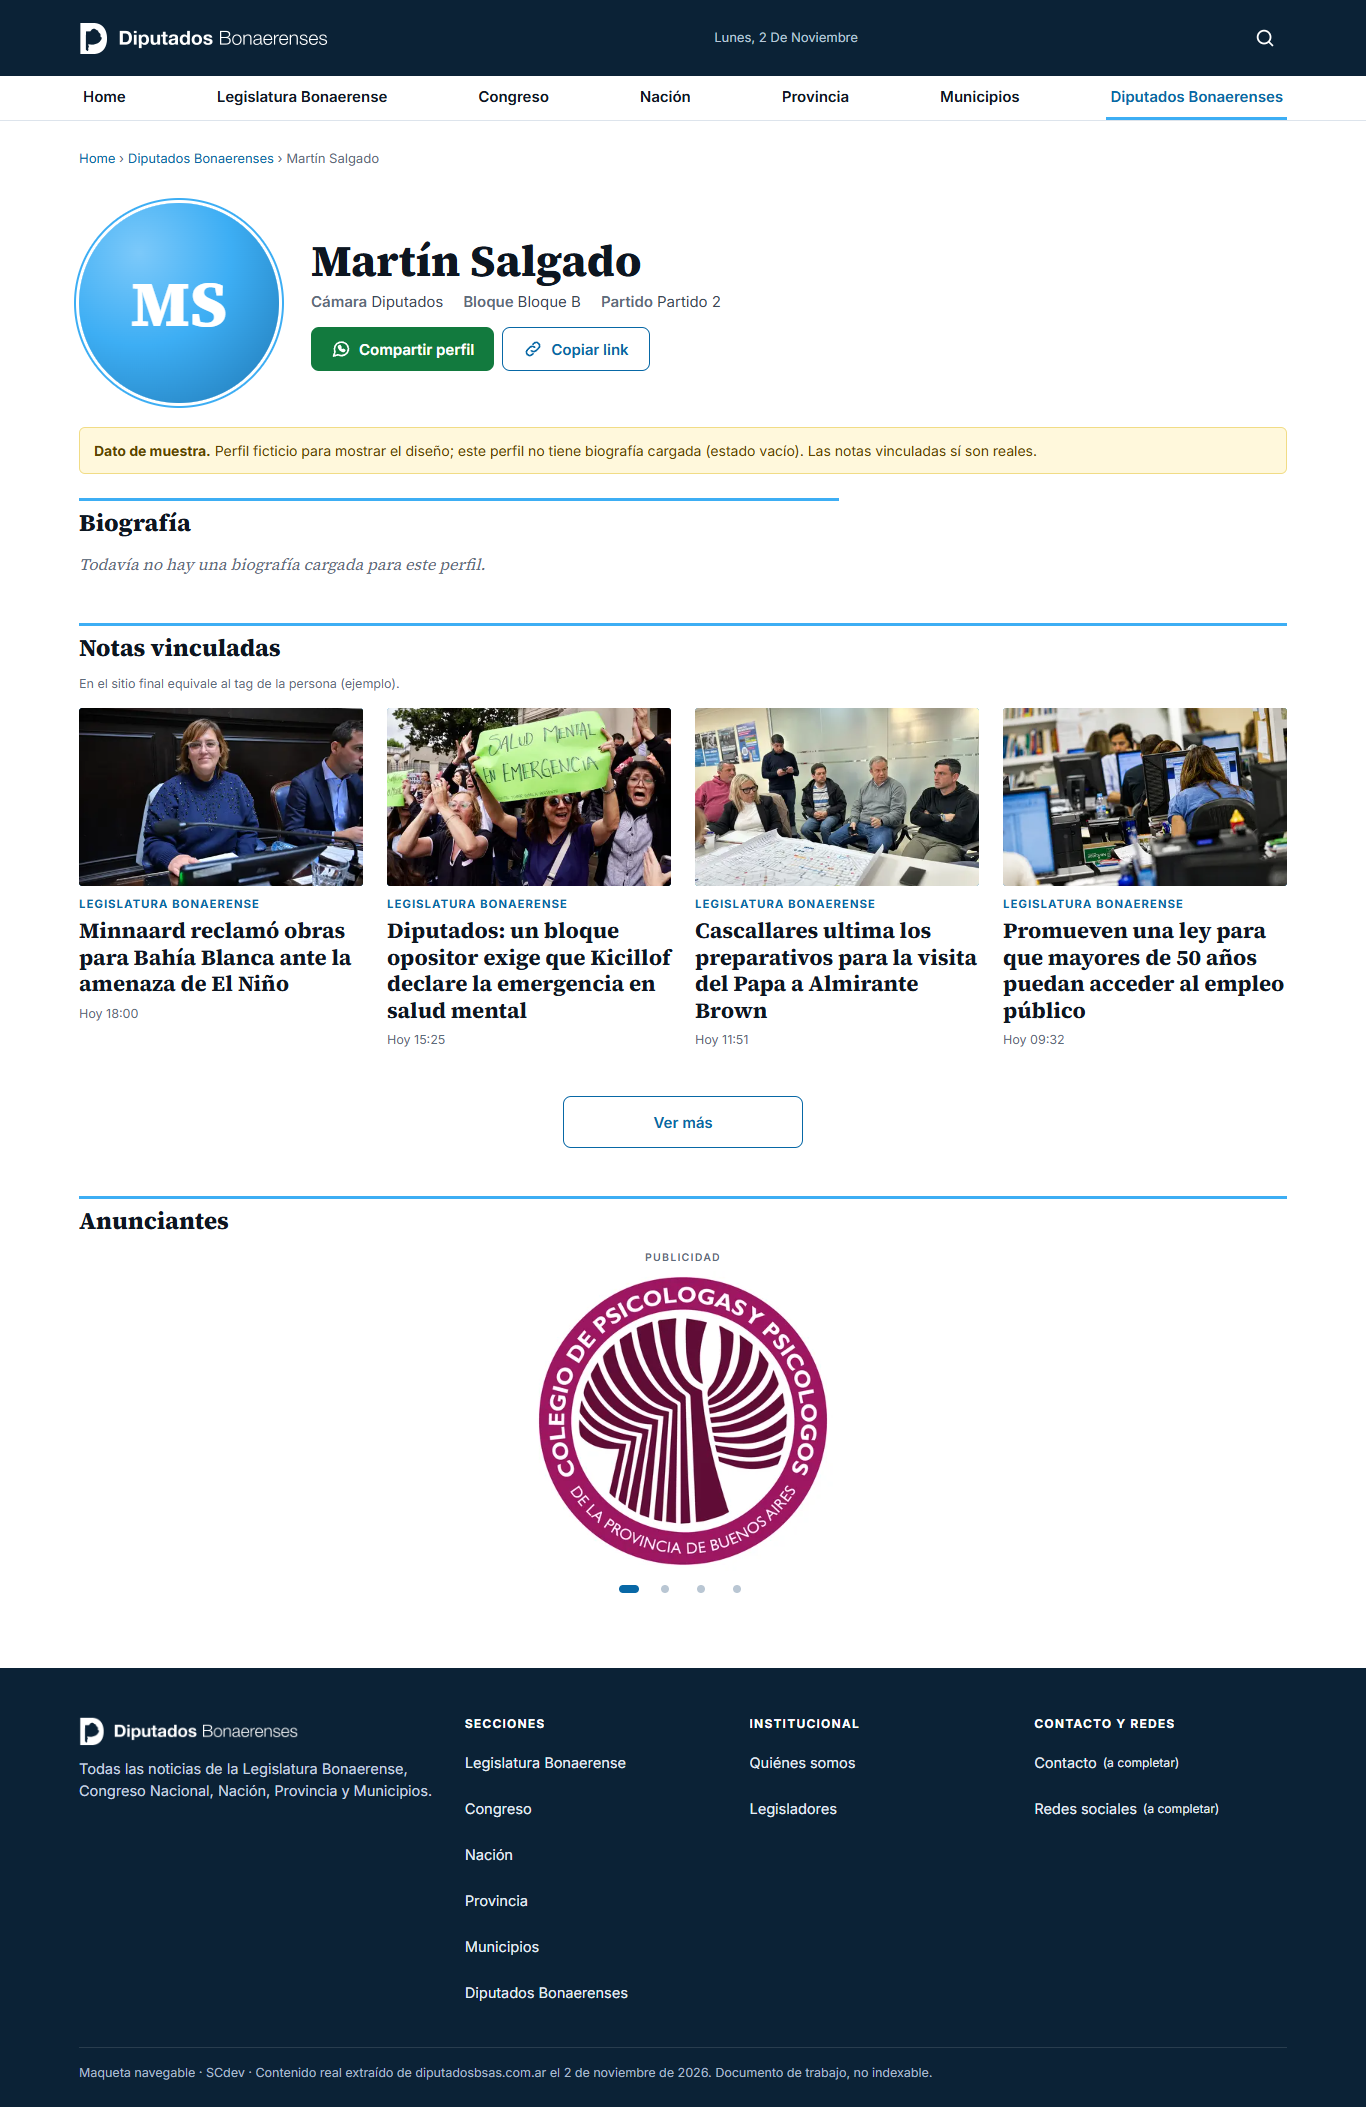 Diputados Bonaerenses
Lunes, 2 De Noviembre
Home
Legislatura Bonaerense
Congreso
Nación
Provincia
Municipios
Diputados Bonaerenses
Home › Diputados Bonaerenses › Martín Salgado
MS
Martín Salgado
Cámara Diputados Bloque Bloque B Partido Partido 2
Compartir perfil
Copiar link
Dato de muestra. Perfil ficticio para mostrar el diseño; este perfil no tiene biografía cargada (estado vacío). Las notas vinculadas sí son reales.
Biografía
Todavía no hay una biografía cargada para este perfil.
Notas vinculadas
En el sitio final equivale al tag de la persona (ejemplo).
LEGISLATURA BONAERENSE
Minnaard reclamó obras
para Bahía Blanca ante la
amenaza de El Niño
Hoy 18:00
SALUD MENTAL
EN EMERGENCIA
LEGISLATURA BONAERENSE
Diputados: un bloque
opositor exige que Kicillof
declare la emergencia en
salud mental
Hoy 15:25
LEGISLATURA BONAERENSE
Cascallares ultima los
preparativos para la visita
del Papa a Almirante
Brown
Hoy 11:51
LEGISLATURA BONAERENSE
Promueven una ley para
que mayores de 50 años
puedan acceder al empleo
público
Hoy 09:32
Ver más
Anunciantes
PUBLICIDAD
COLEGIO DE PSICOLOGAS Y PSICOLOGOS
DE LA PROVINCIA DE BUENOS AIRES
Diputados Bonaerenses
Todas las noticias de la Legislatura Bonaerense,
Congreso Nacional, Nación, Provincia y Municipios.
SECCIONES
Legislatura Bonaerense
Congreso
Nación
Provincia
Municipios
Diputados Bonaerenses
INSTITUCIONAL
Quiénes somos
Legisladores
CONTACTO Y REDES
Contacto (a completar)
Redes sociales (a completar)
Maqueta navegable · SCdev · Contenido real extraído de diputadosbsas.com.ar el 2 de noviembre de 2026. Documento de trabajo, no indexable.